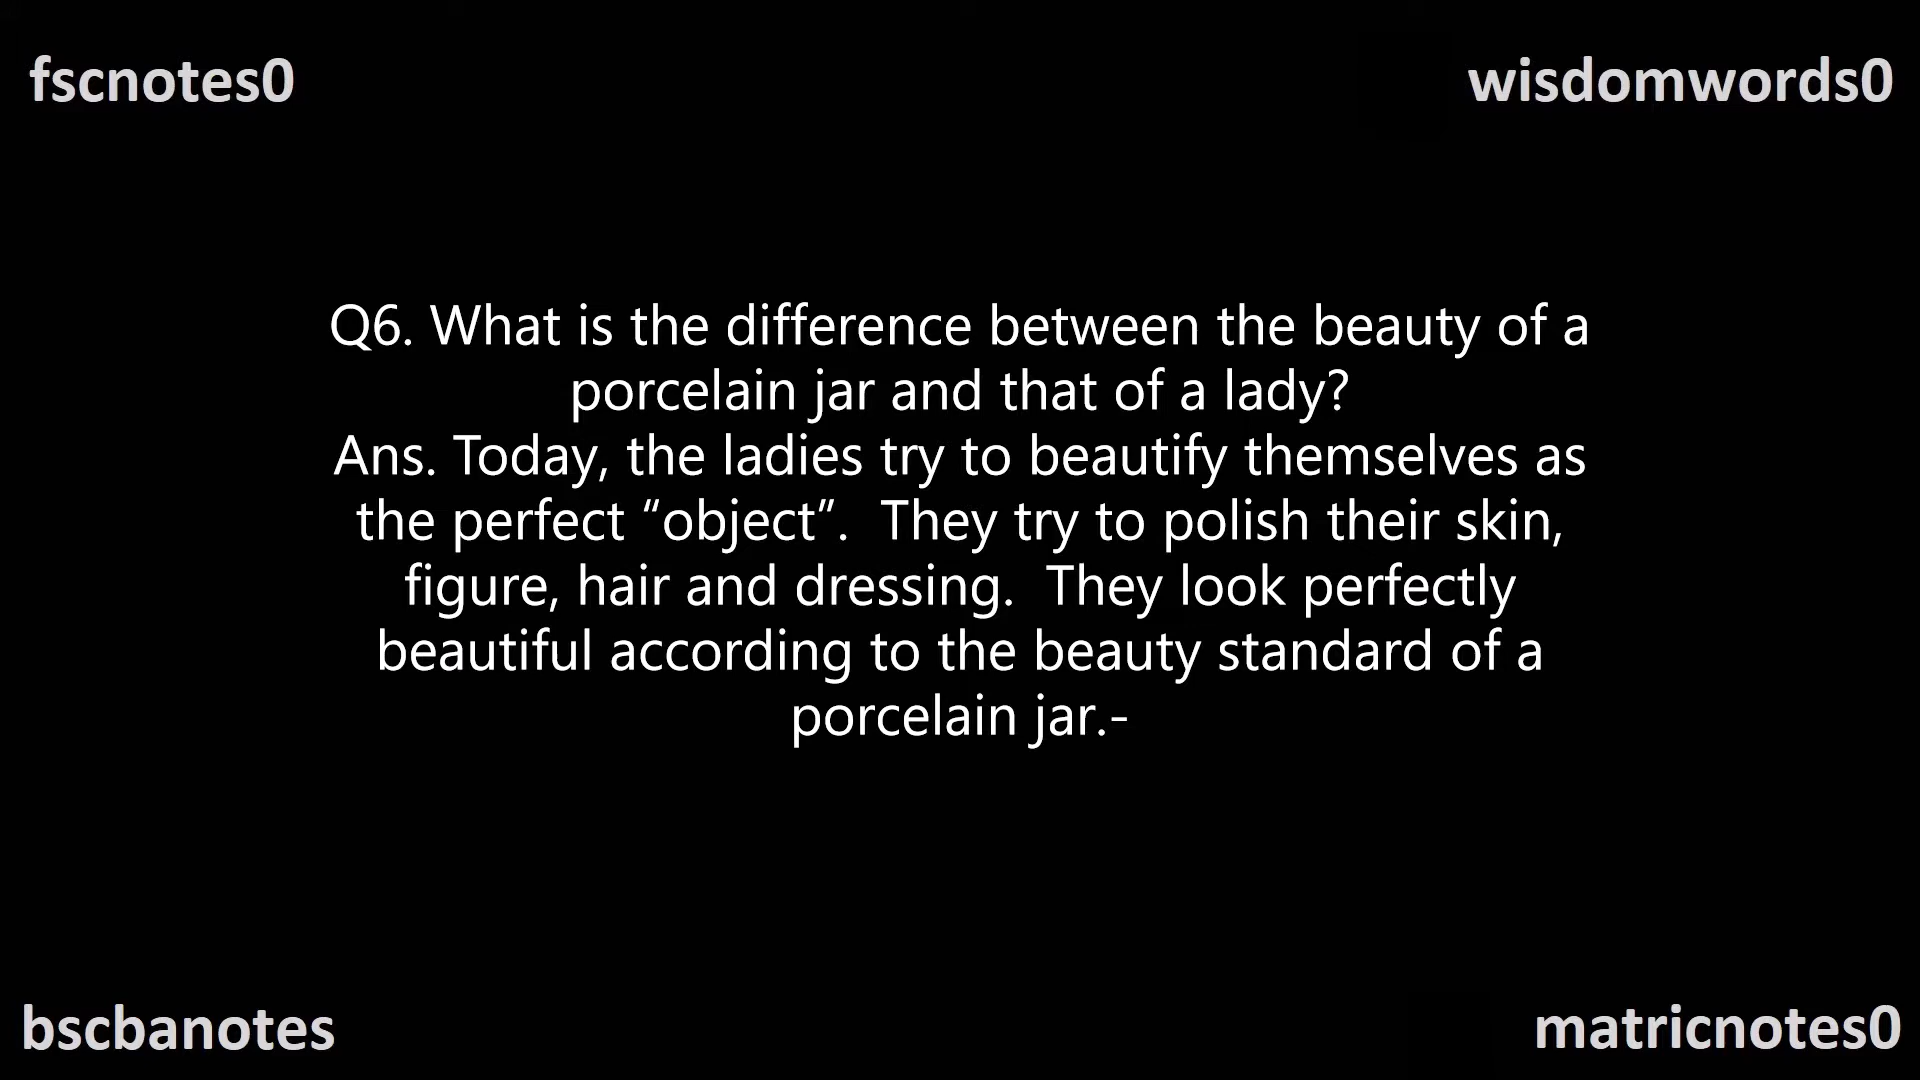 fscnotes0
wisdomwords0
Q6. What is the difference between the beauty of a
porcelain jar and that of a lady?
Ans. Today, the ladies try to beautify themselves as
the perfect “object”.  They try to polish their skin,
figure, hair and dressing.  They look perfectly
beautiful according to the beauty standard of a
porcelain jar.-
bscbanotes
matricnotes0